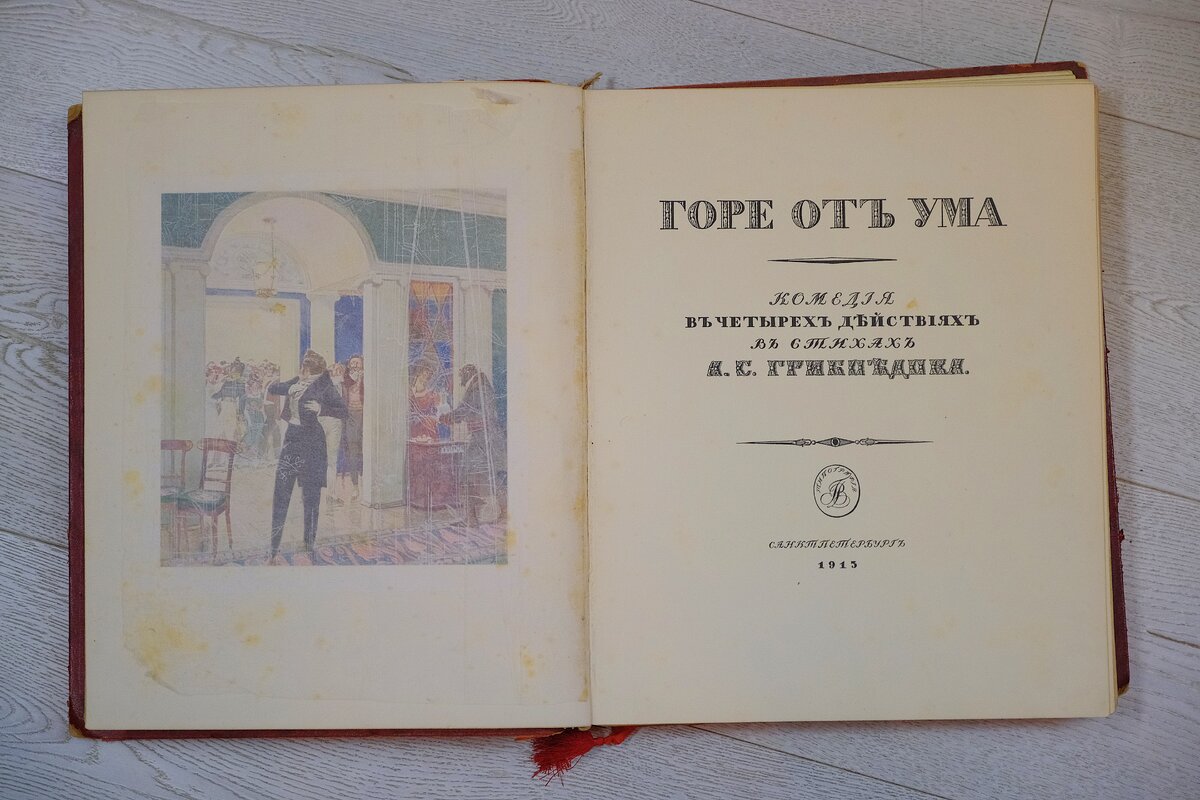 ГОРЕ ОТЪ УМА
КОМЕДІЯ
ВЪ ЧЕТЫРЕХЪ ДѢЙСТВІЯХЪ
ВЪ СТИХАХЪ
А. С. ГРИБОѢДОВА.
САНКТПЕТЕРБУРГЪ
1913